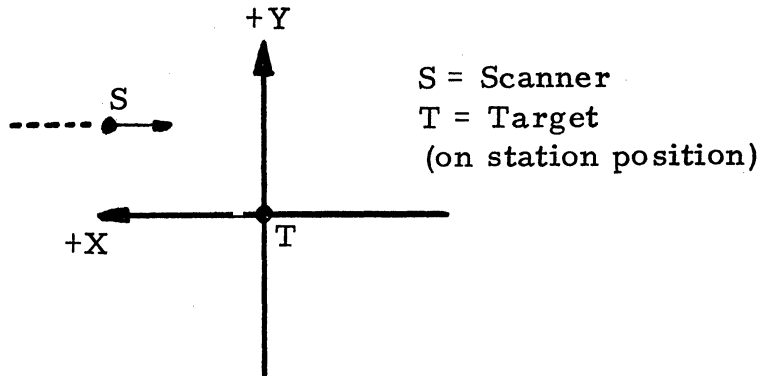 +Y
S
S = Scanner
T = Target
(on station position)
+X
T